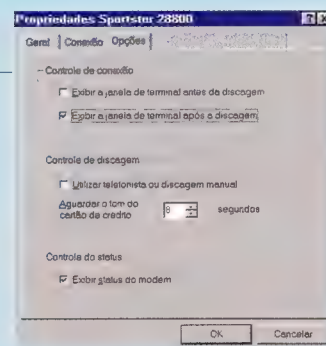 Propriedades Sportster 28800
Geral Conexão Opções
Controle de conexão
Exibir a janela de terminal antes da discagem
Exibir a janela de terminal após a discagem
Controle de discagem
Utilizar telefonista ou discagem manual
Aguardar o tom do
cartão de crédito 8 segundos
Controle do status
Exibir status do modem
OK Cancelar